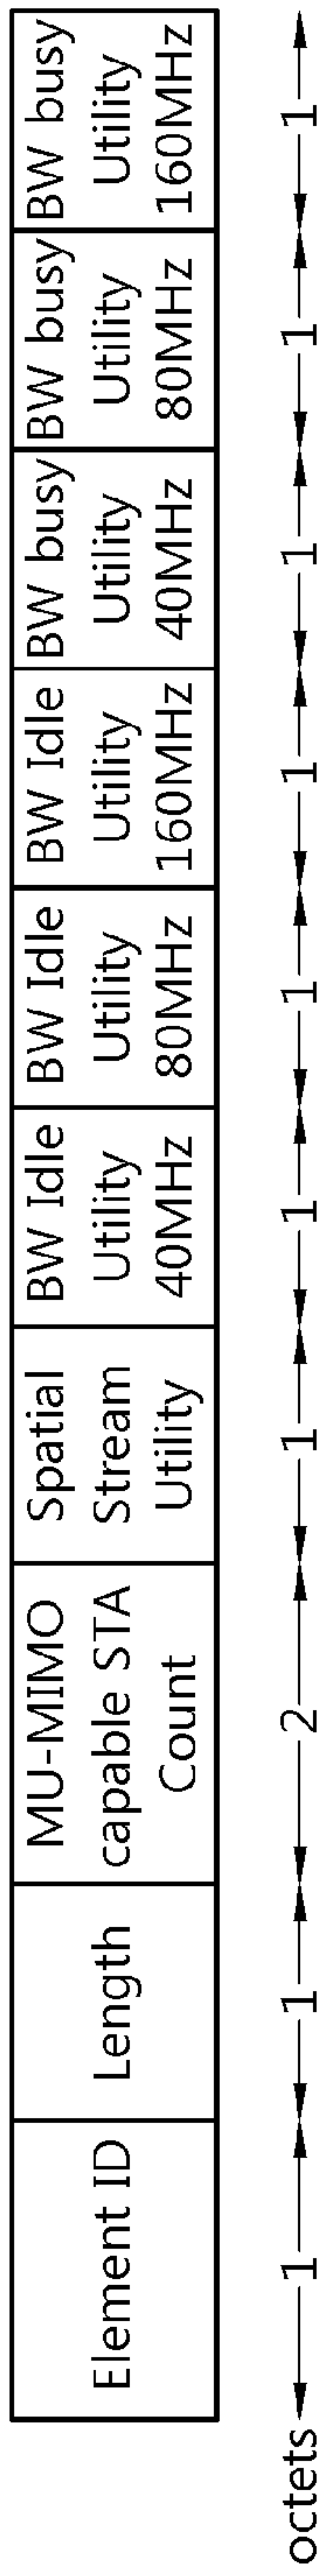 Element ID
Length
MU-MIMO
capable STA
Count
Spatial
Stream
Utility
BW Idle
Utility
40MHz
BW Idle
Utility
80MHz
BW Idle
Utility
160MHz
BW busy
Utility
40MHz
BW busy
Utility
80MHz
BW busy
Utility
160MHz
octets 1 1 2 1 1 1 1 1 1 1